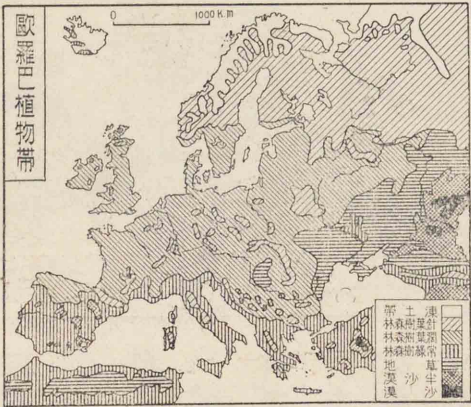 歐羅巴植物帶
0 1000 K.m
凍土帶
針葉樹森林
濶葉樹森林
常綠樹森林
草地
半沙漠
沙漠